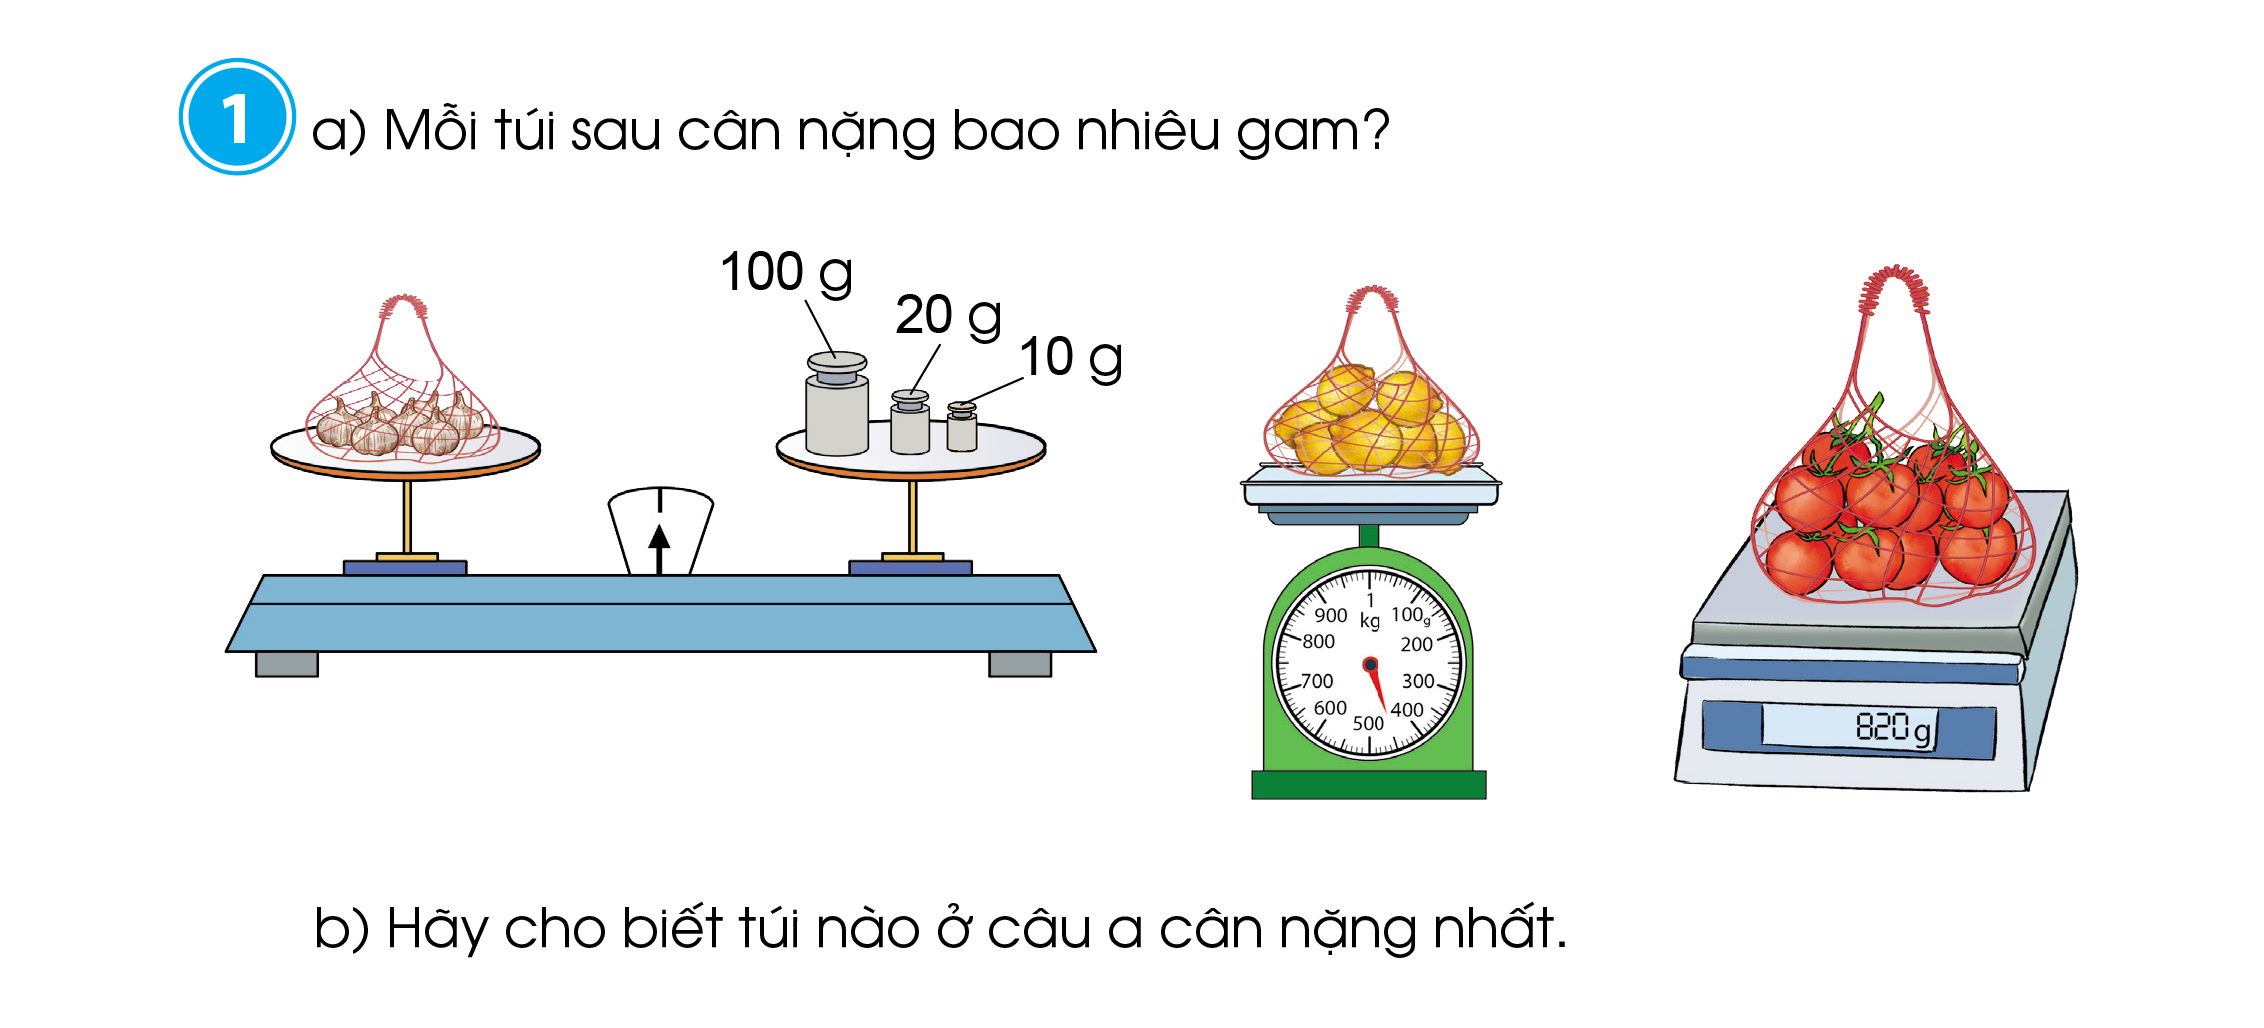 1
a) Mỗi túi sau cân nặng bao nhiêu gam?
100 g
20 g
10 g
1
kg
900
100g
800
200
700
300
600
400
500
820 g
b) Hãy cho biết túi nào ở câu a cân nặng nhất.